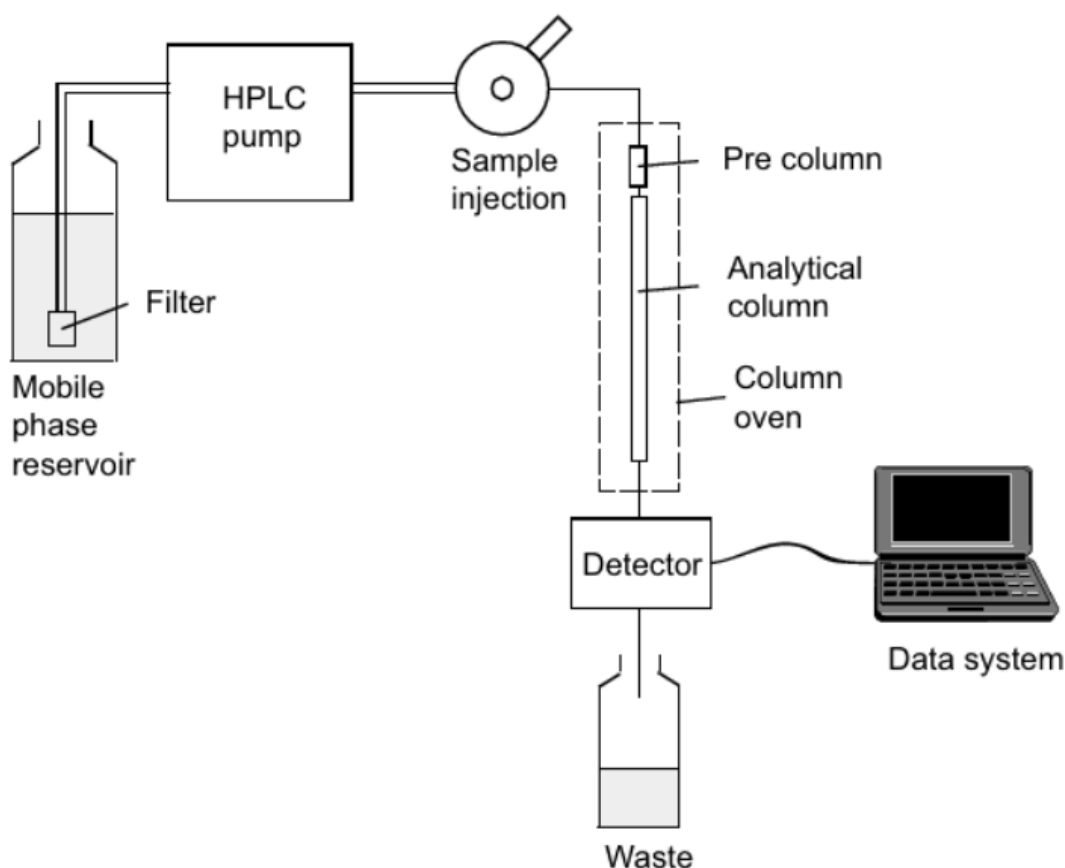 HPLC
pump
Sample
injection
Pre column
Analytical
column
Filter
Column
oven
Mobile
phase
reservoir
Detector
Data system
Waste